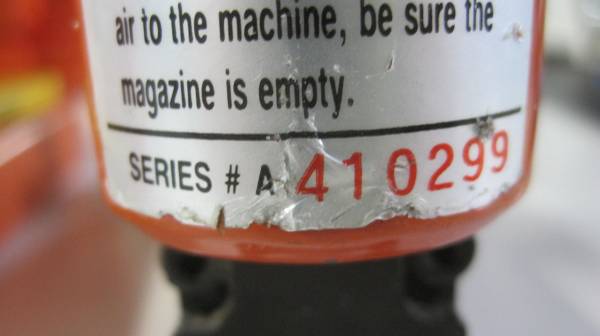 air to the machine, be sure the
magazine is empty.
SERIES # A 410299